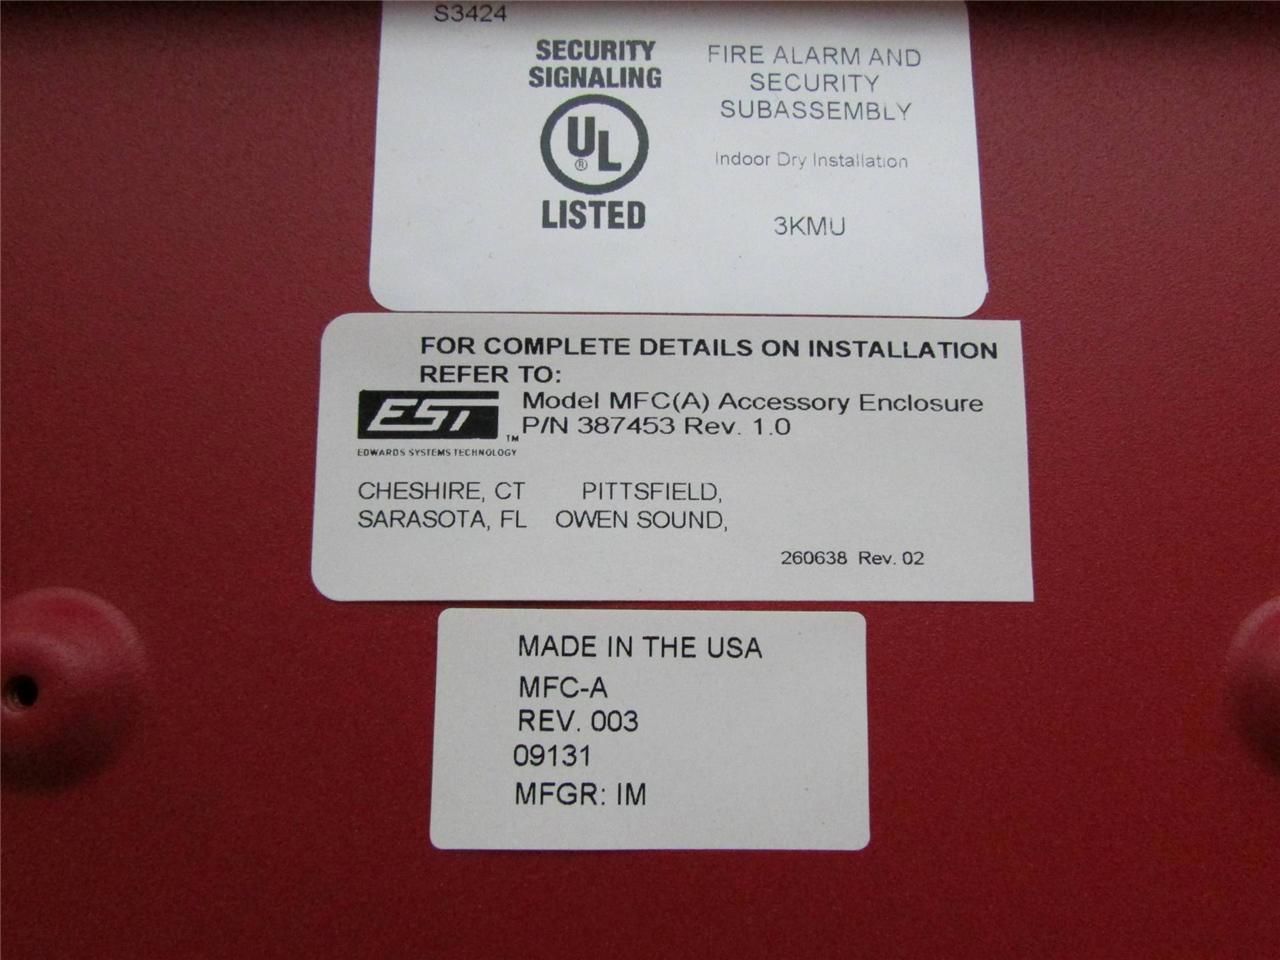 S3424
SECURITY
SIGNALING
UL
®
LISTED
FIRE ALARM AND
SECURITY
SUBASSEMBLY
Indoor Dry Installation
3KMU
FOR COMPLETE DETAILS ON INSTALLATION
REFER TO:
EST
™
EDWARDS SYSTEMS TECHNOLOGY
Model MFC(A) Accessory Enclosure
P/N 387453 Rev. 1.0
CHESHIRE, CT PITTSFIELD,
SARASOTA, FL OWEN SOUND,
260638 Rev. 02
MADE IN THE USA
MFC-A
REV. 003
09131
MFGR: IM